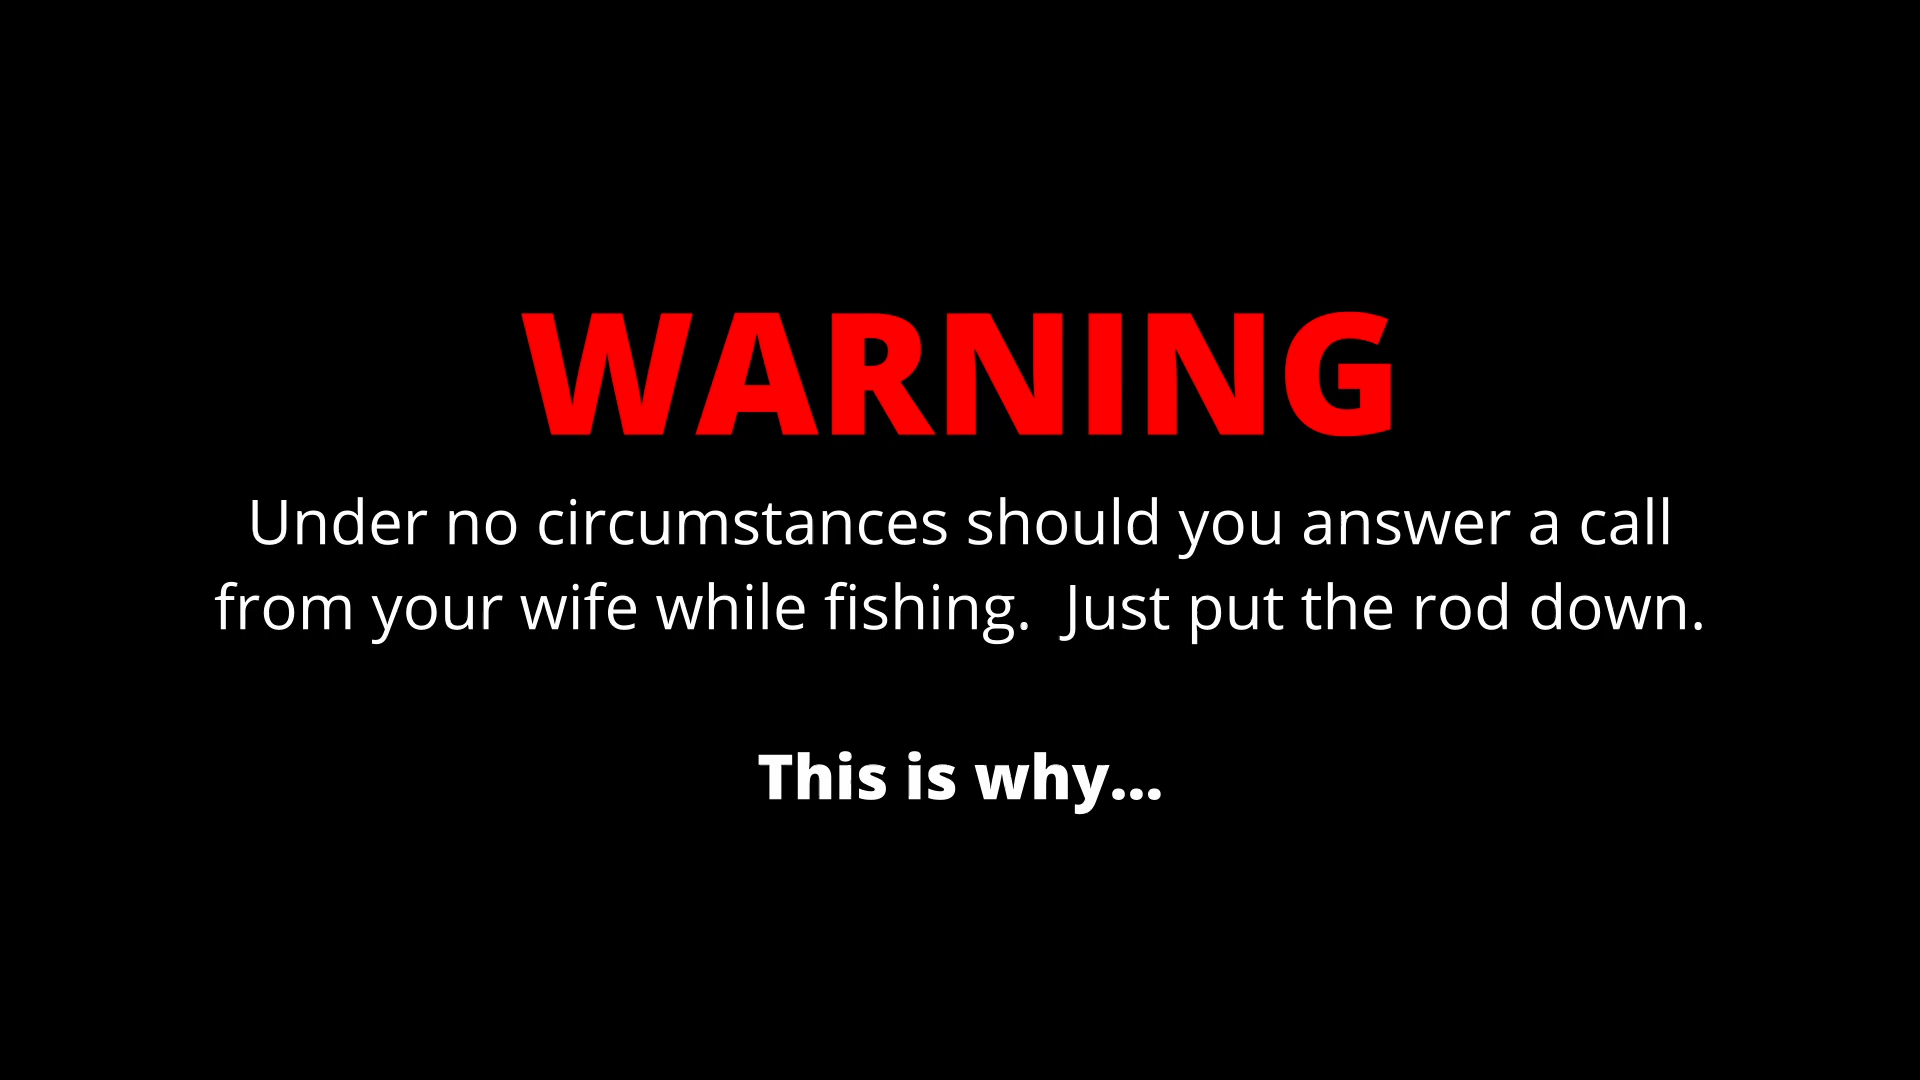 WARNING
Under no circumstances should you answer a call
from your wife while fishing.  Just put the rod down.
This is why...